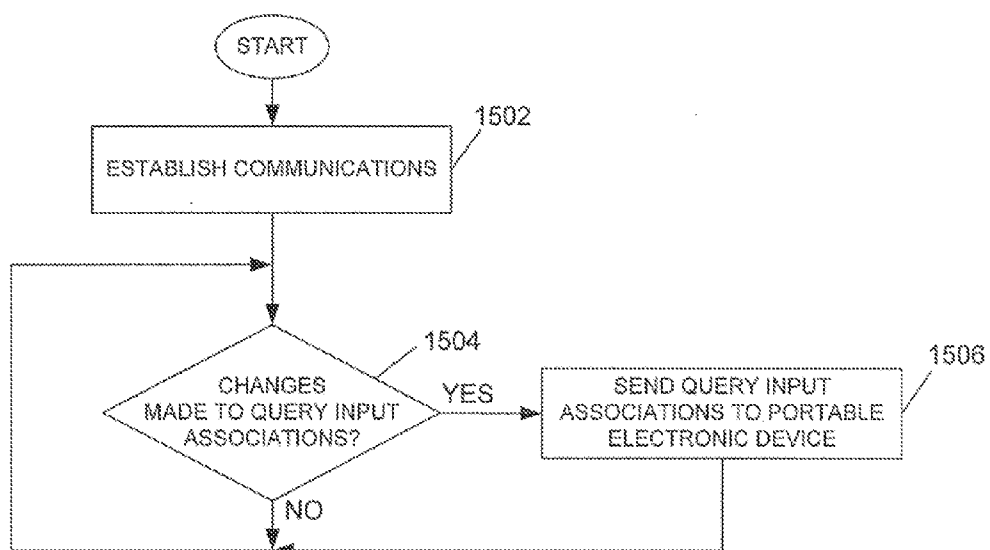 START
1502
ESTABLISH COMMUNICATIONS
1504
CHANGES
MADE TO QUERY INPUT
ASSOCIATIONS?
YES
1506
SEND QUERY INPUT
ASSOCIATIONS TO PORTABLE
ELECTRONIC DEVICE
NO